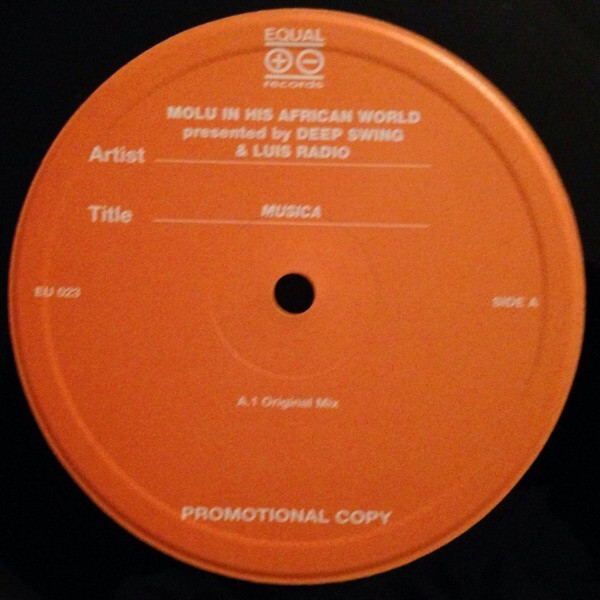 EQUAL
records
MOLU IN HIS AFRICAN WORLD
presented by DEEP SWING
& LUIS RADIO
Artist
Title MUSICA
EU 023 SIDE A
A.1 Original Mix
PROMOTIONAL COPY